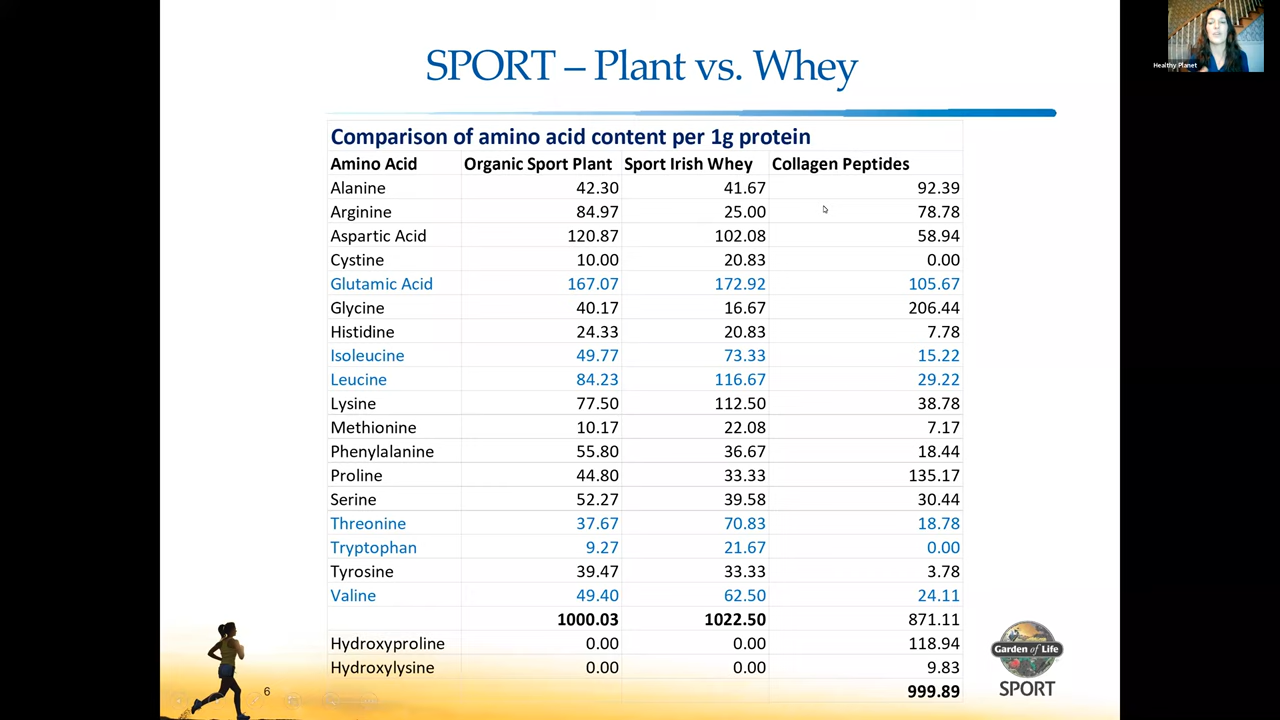 Healthy Planet
SPORT – Plant vs. Whey
Comparison of amino acid content per 1g protein
Amino Acid Organic Sport Plant Sport Irish Whey Collagen Peptides
Alanine 42.30 41.67 92.39
Arginine 84.97 25.00 78.78
Aspartic Acid 120.87 102.08 58.94
Cystine 10.00 20.83 0.00
Glutamic Acid 167.07 172.92 105.67
Glycine 40.17 16.67 206.44
Histidine 24.33 20.83 7.78
Isoleucine 49.77 73.33 15.22
Leucine 84.23 116.67 29.22
Lysine 77.50 112.50 38.78
Methionine 10.17 22.08 7.17
Phenylalanine 55.80 36.67 18.44
Proline 44.80 33.33 135.17
Serine 52.27 39.58 30.44
Threonine 37.67 70.83 18.78
Tryptophan 9.27 21.67 0.00
Tyrosine 39.47 33.33 3.78
Valine 49.40 62.50 24.11
1000.03 1022.50 871.11
Hydroxyproline 0.00 0.00 118.94
Hydroxylysine 0.00 0.00 9.83
999.89
6
Garden of Life
SPORT